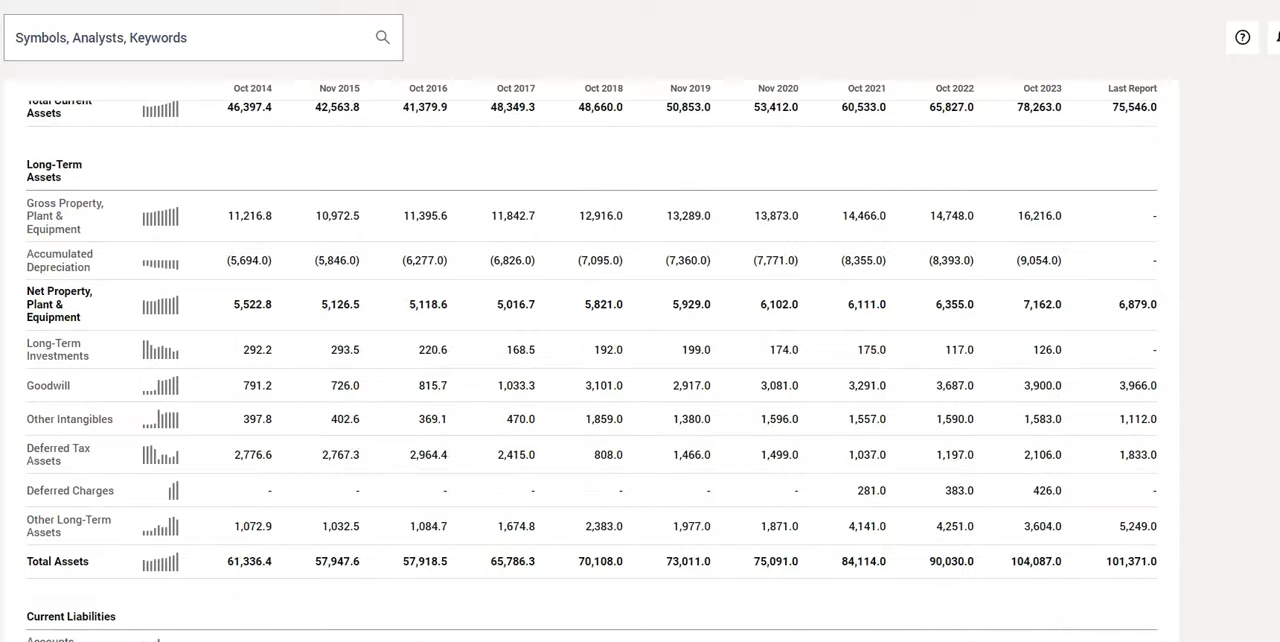 Symbols, Analysts, Keywords
Oct 2014 Nov 2015 Oct 2016 Oct 2017 Oct 2018 Nov 2019 Nov 2020 Oct 2021 Oct 2022 Oct 2023 Last Report
Total Current
Assets 46,397.4 42,563.8 41,379.9 48,349.3 48,660.0 50,853.0 53,412.0 60,533.0 65,827.0 78,263.0 75,546.0
Long-Term
Assets
Gross Property,
Plant & 11,216.8 10,972.5 11,395.6 11,842.7 12,916.0 13,289.0 13,873.0 14,466.0 14,748.0 16,216.0 -
Equipment
Accumulated
Depreciation (5,694.0) (5,846.0) (6,277.0) (6,826.0) (7,095.0) (7,360.0) (7,771.0) (8,355.0) (8,393.0) (9,054.0) -
Net Property,
Plant & 5,522.8 5,126.5 5,118.6 5,016.7 5,821.0 5,929.0 6,102.0 6,111.0 6,355.0 7,162.0 6,879.0
Equipment
Long-Term
Investments 292.2 293.5 220.6 168.5 192.0 199.0 174.0 175.0 117.0 126.0 -
Goodwill 791.2 726.0 815.7 1,033.3 3,101.0 2,917.0 3,081.0 3,291.0 3,687.0 3,900.0 3,966.0
Other Intangibles 397.8 402.6 369.1 470.0 1,859.0 1,380.0 1,596.0 1,557.0 1,590.0 1,583.0 1,112.0
Deferred Tax
Assets 2,776.6 2,767.3 2,964.4 2,415.0 808.0 1,466.0 1,499.0 1,037.0 1,197.0 2,106.0 1,833.0
Deferred Charges - - - - - - - 281.0 383.0 426.0 -
Other Long-Term
Assets 1,072.9 1,032.5 1,084.7 1,674.8 2,383.0 1,977.0 1,871.0 4,141.0 4,251.0 3,604.0 5,249.0
Total Assets 61,336.4 57,947.6 57,918.5 65,786.3 70,108.0 73,011.0 75,091.0 84,114.0 90,030.0 104,087.0 101,371.0
Current Liabilities
Accounts